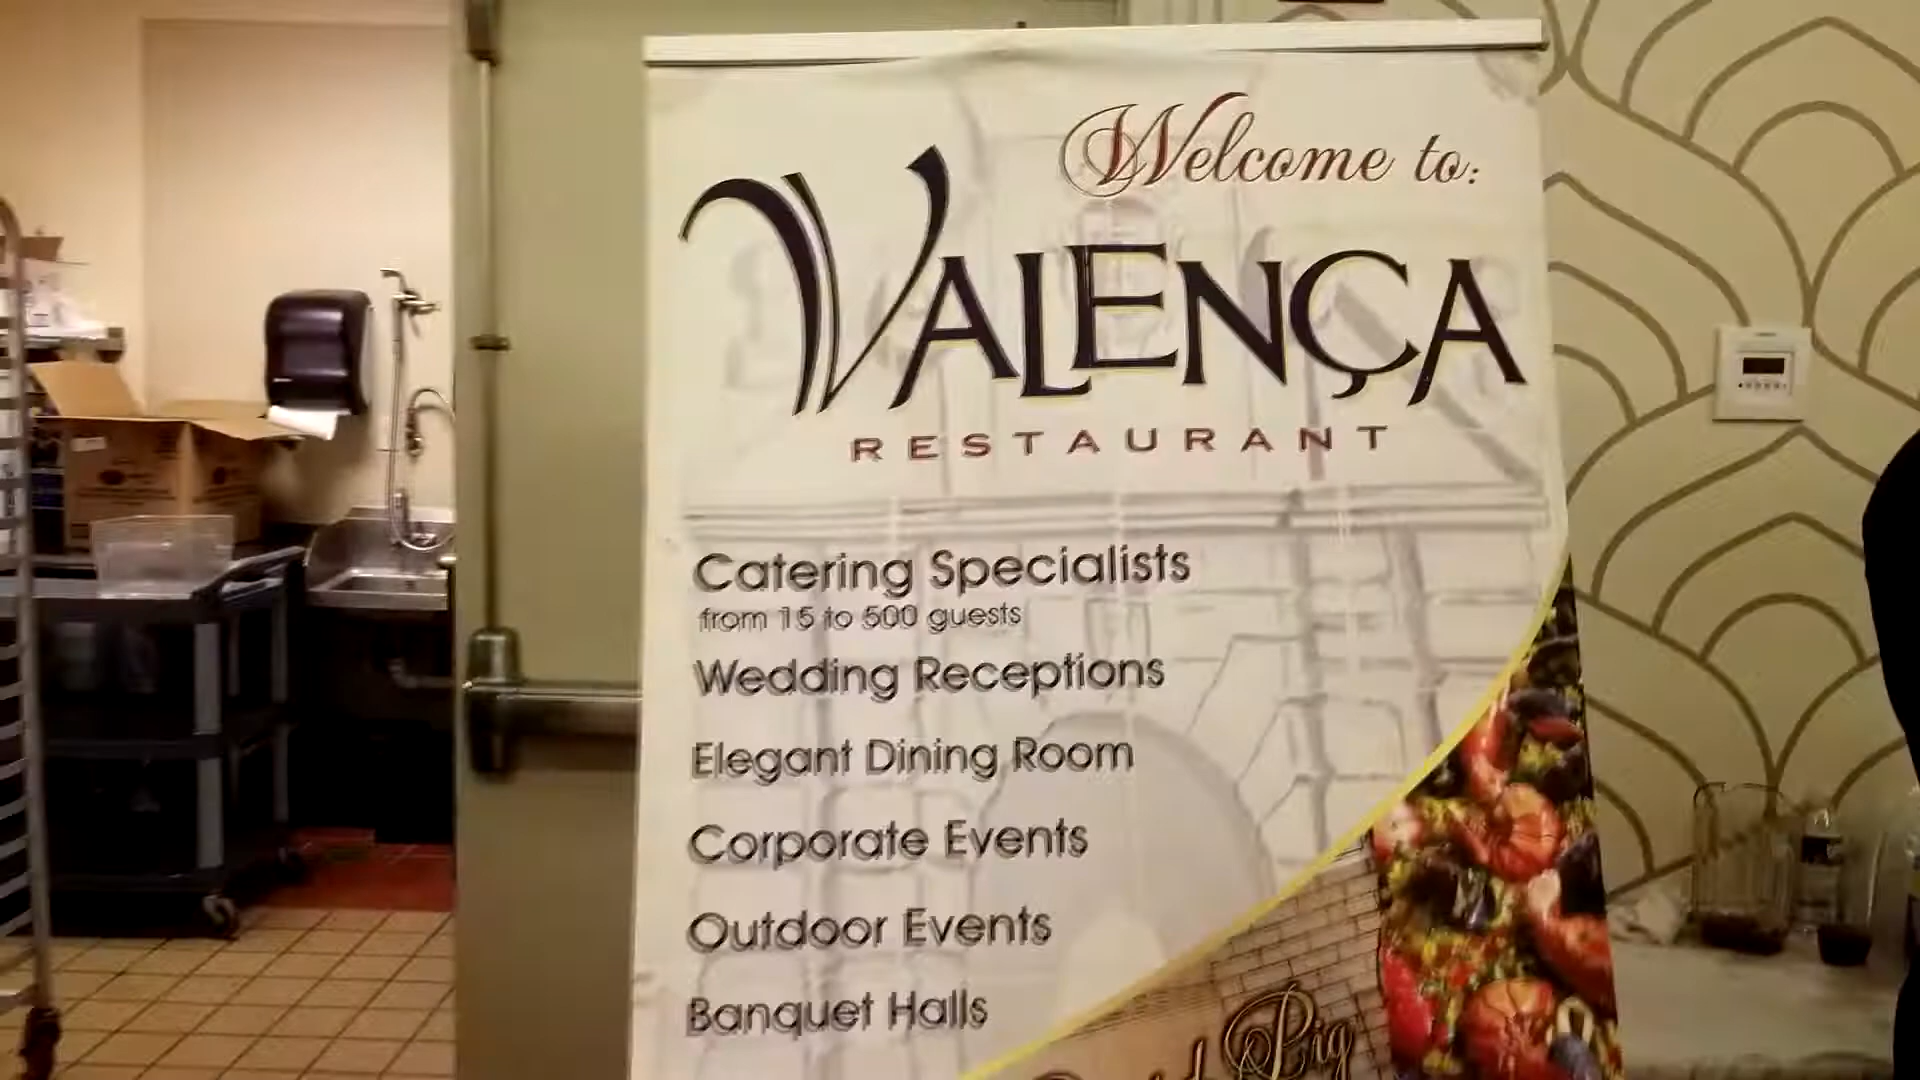 Welcome to:
VALENÇA
RESTAURANT
Catering Specialists
from 15 to 500 guests
Wedding Receptions
Elegant Dining Room
Corporate Events
Outdoor Events
Banquet Halls
Pig